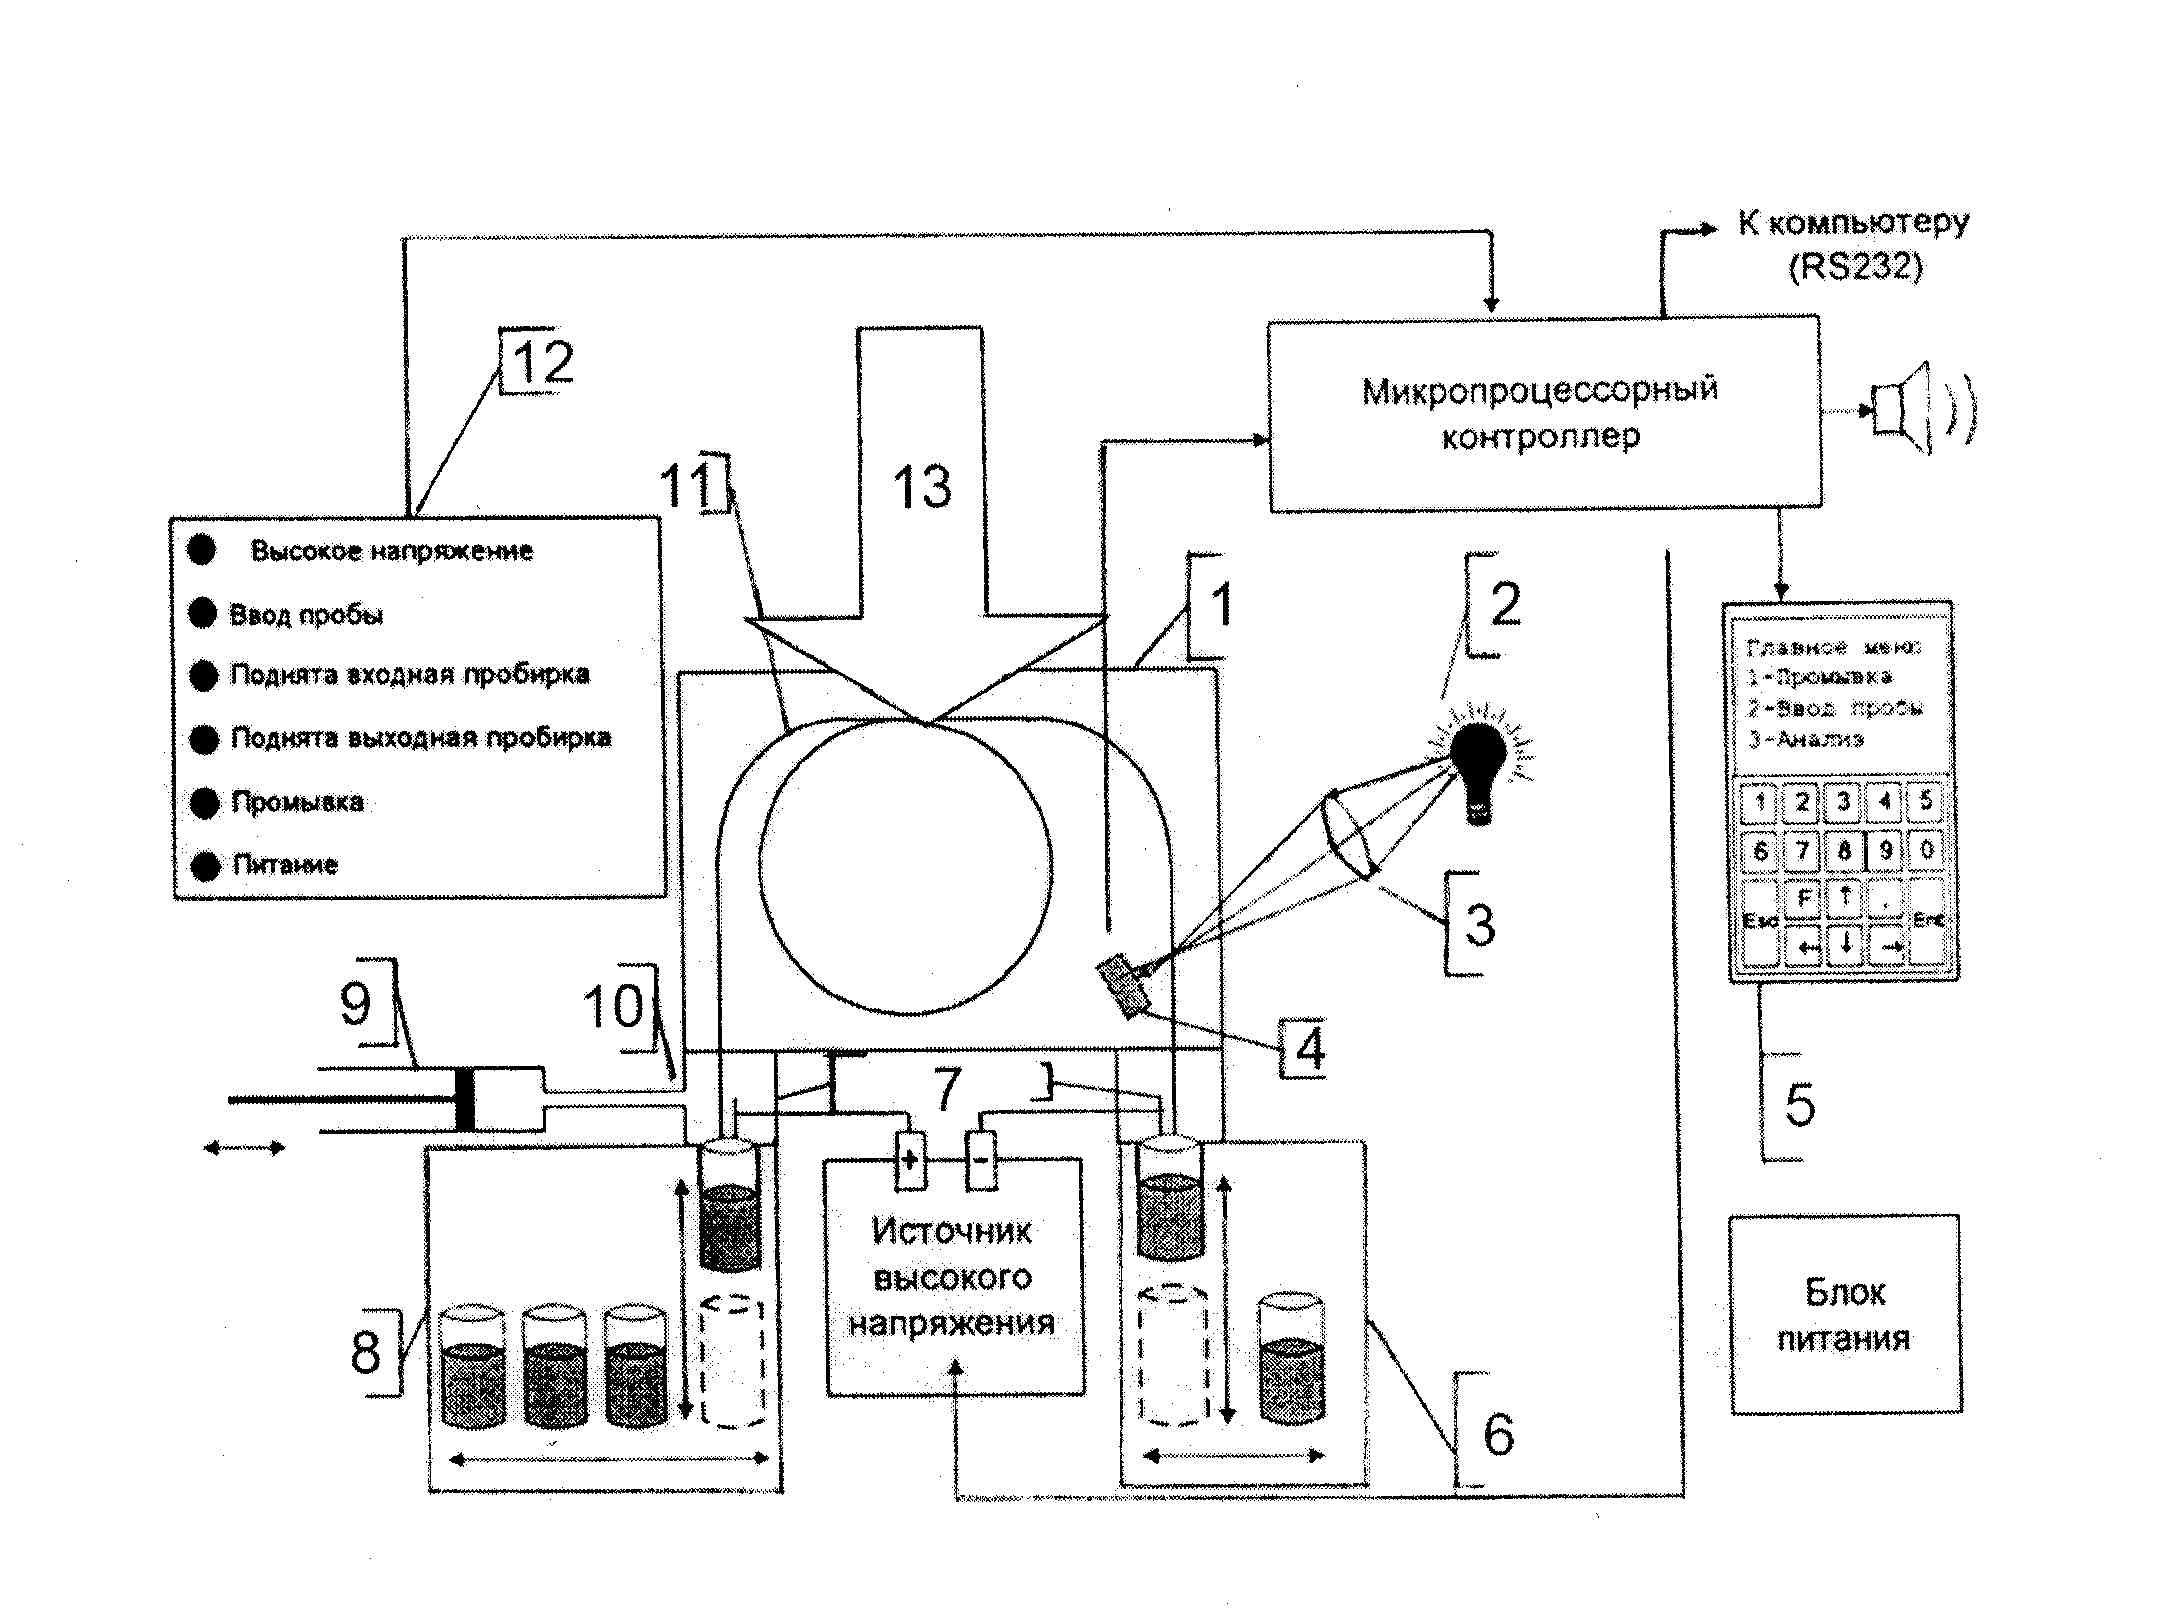 К компьютеру
(RS232)
12
Микропроцессорный
контроллер
11
13
Высокое напряжение
Ввод пробы
Поднята входная пробирка
Поднята выходная пробирка
Промывка
Питание
1
2
Главное меню:
1-Промывка
2-Ввод пробы
3-Анализ
1 2 3 4 5
6 7 8 9 0
F ↑ .
Esc
← ↓ →
3
9
10
4
7
5
+ -
Источник
высокого
напряжения
8
6
Блок
питания